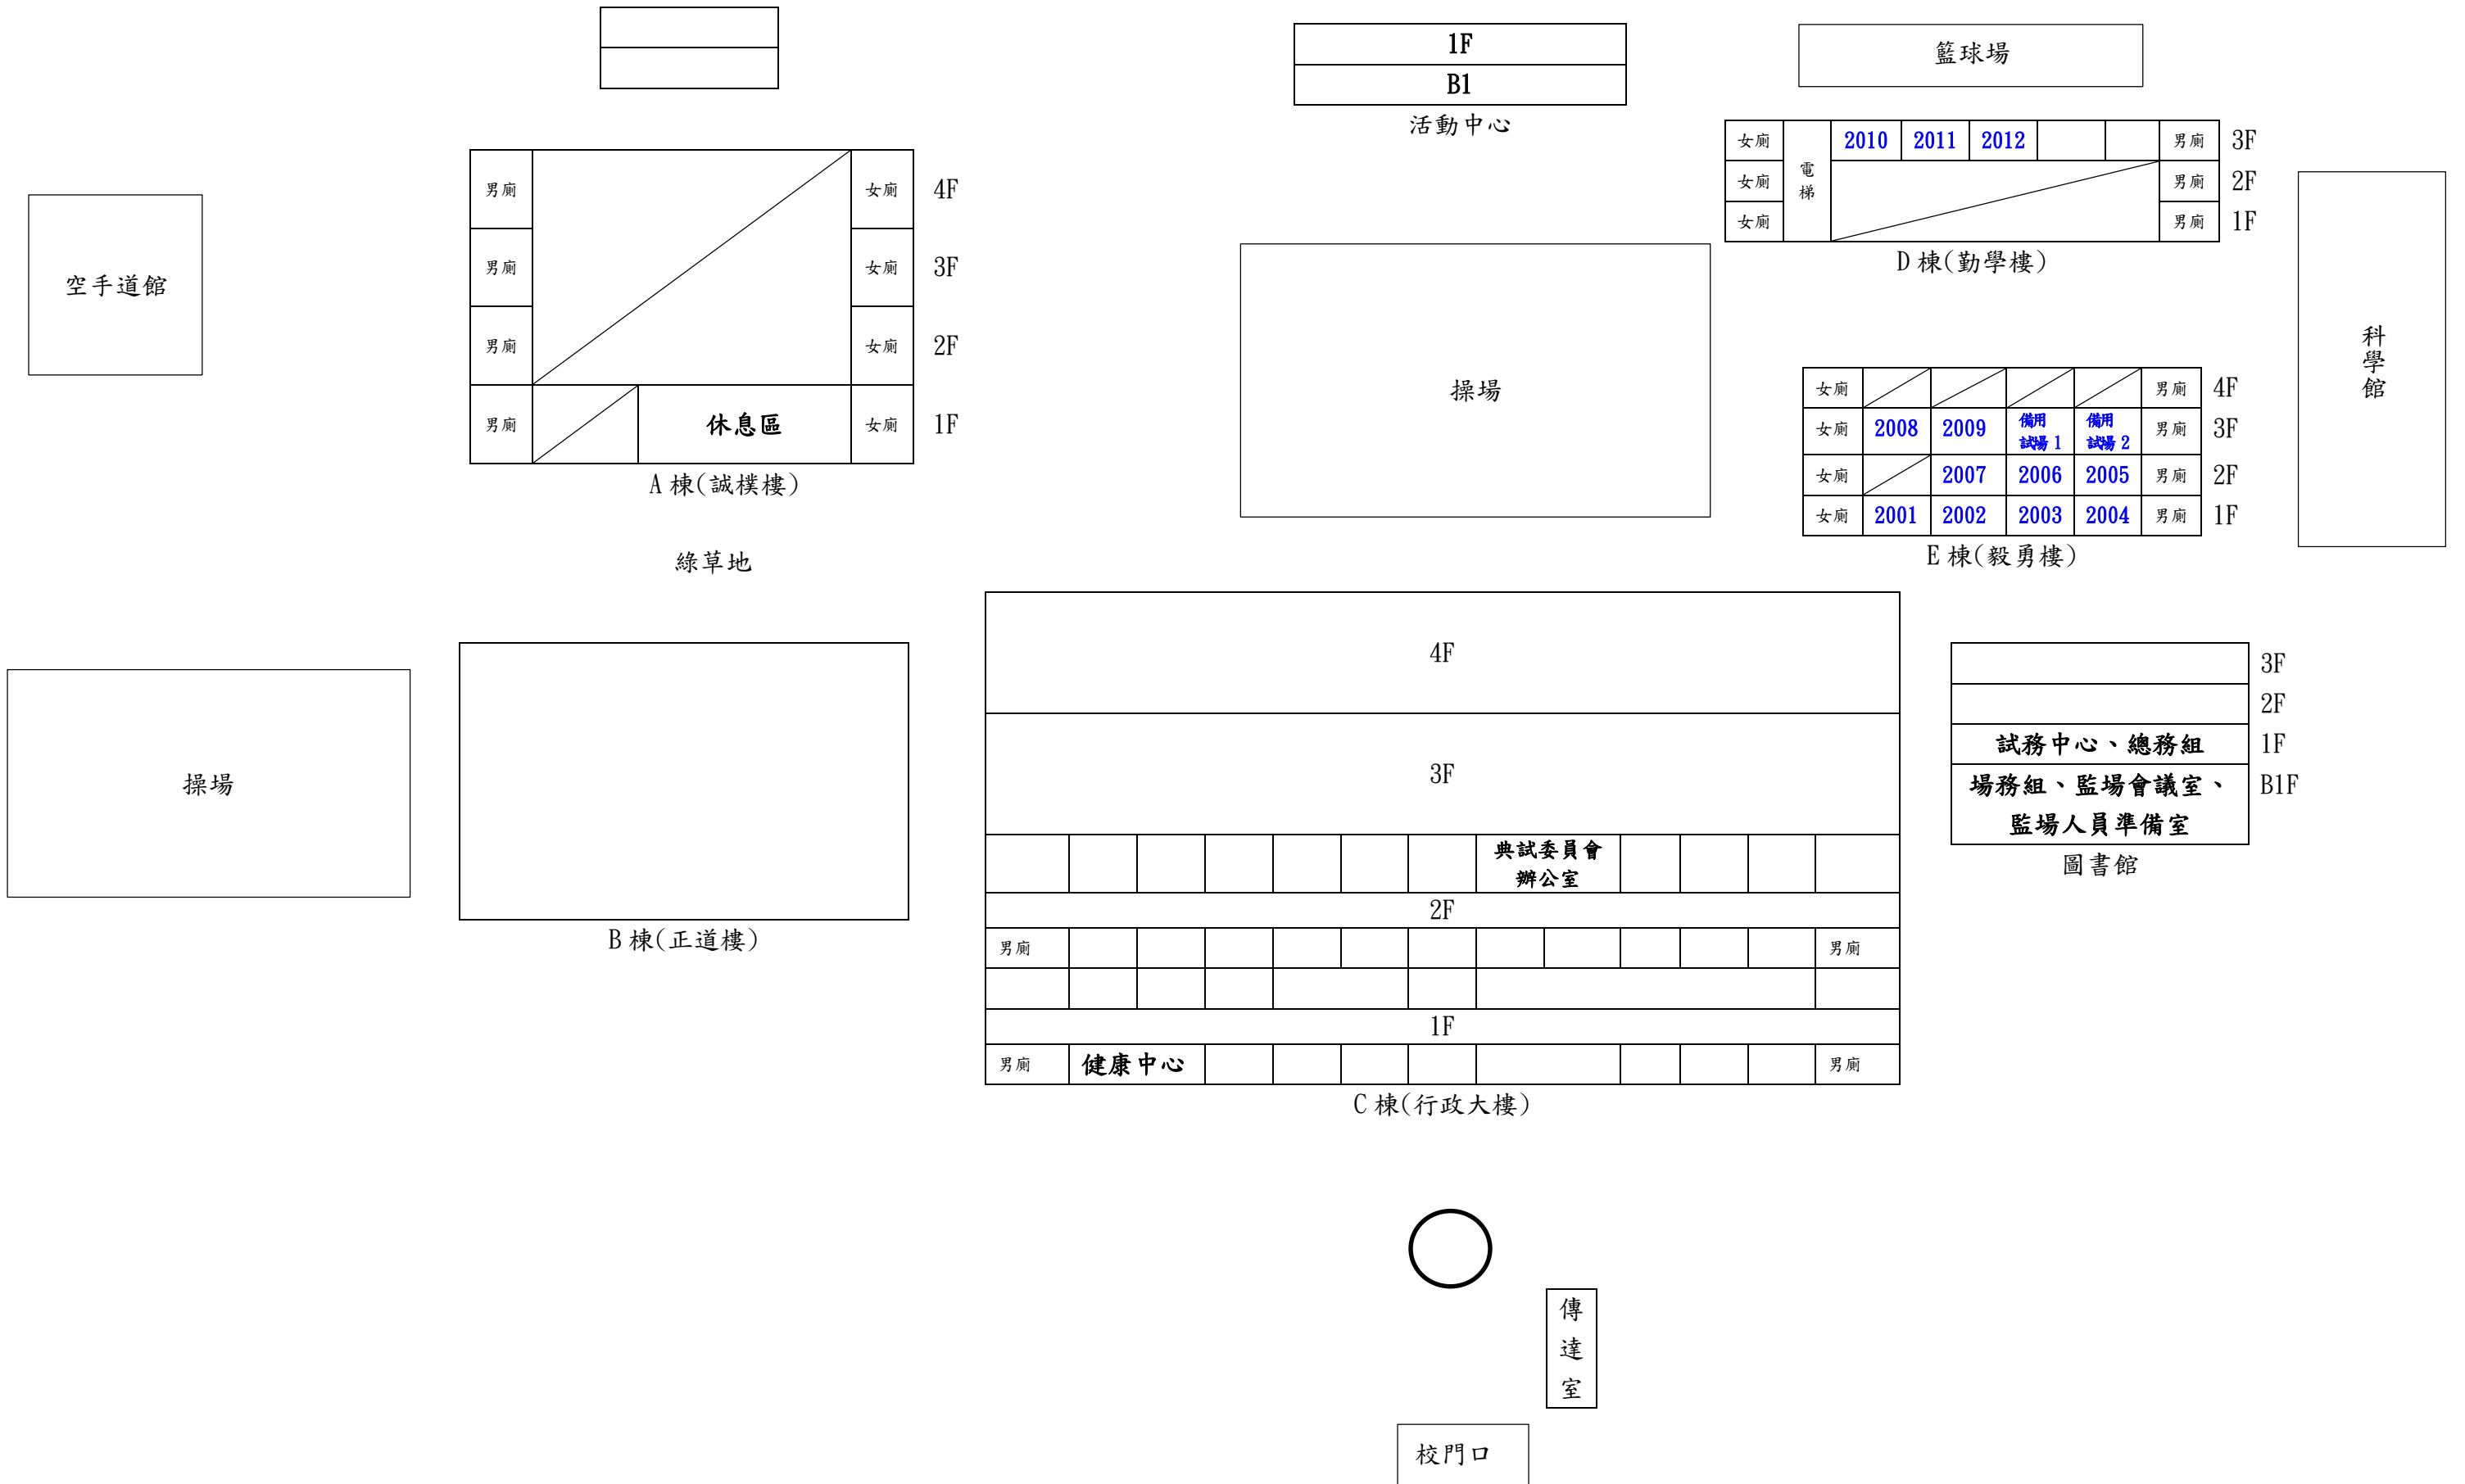 1F
B1
活動中心
籃球場
女廁 電梯 2010 2011 2012 男廁 3F
女廁 男廁 2F
女廁 男廁 1F
D 棟(勤學樓)
空手道館
男廁 女廁 4F
男廁 女廁 3F
男廁 女廁 2F
男廁 休息區 女廁 1F
A 棟(誠樸樓)
操場
科學館
女廁 男廁 4F
女廁 2008 2009 備用試場 1 備用試場 2 男廁 3F
女廁 2007 2006 2005 男廁 2F
女廁 2001 2002 2003 2004 男廁 1F
E 棟(毅勇樓)
綠草地
操場
B 棟(正道樓)
4F
3F
典試委員會
辦公室
2F
男廁 男廁
1F
男廁 健康中心 男廁
C 棟(行政大樓)
3F
2F
試務中心、總務組 1F
場務組、監場會議室、 B1F
監場人員準備室
圖書館
傳達室
校門口